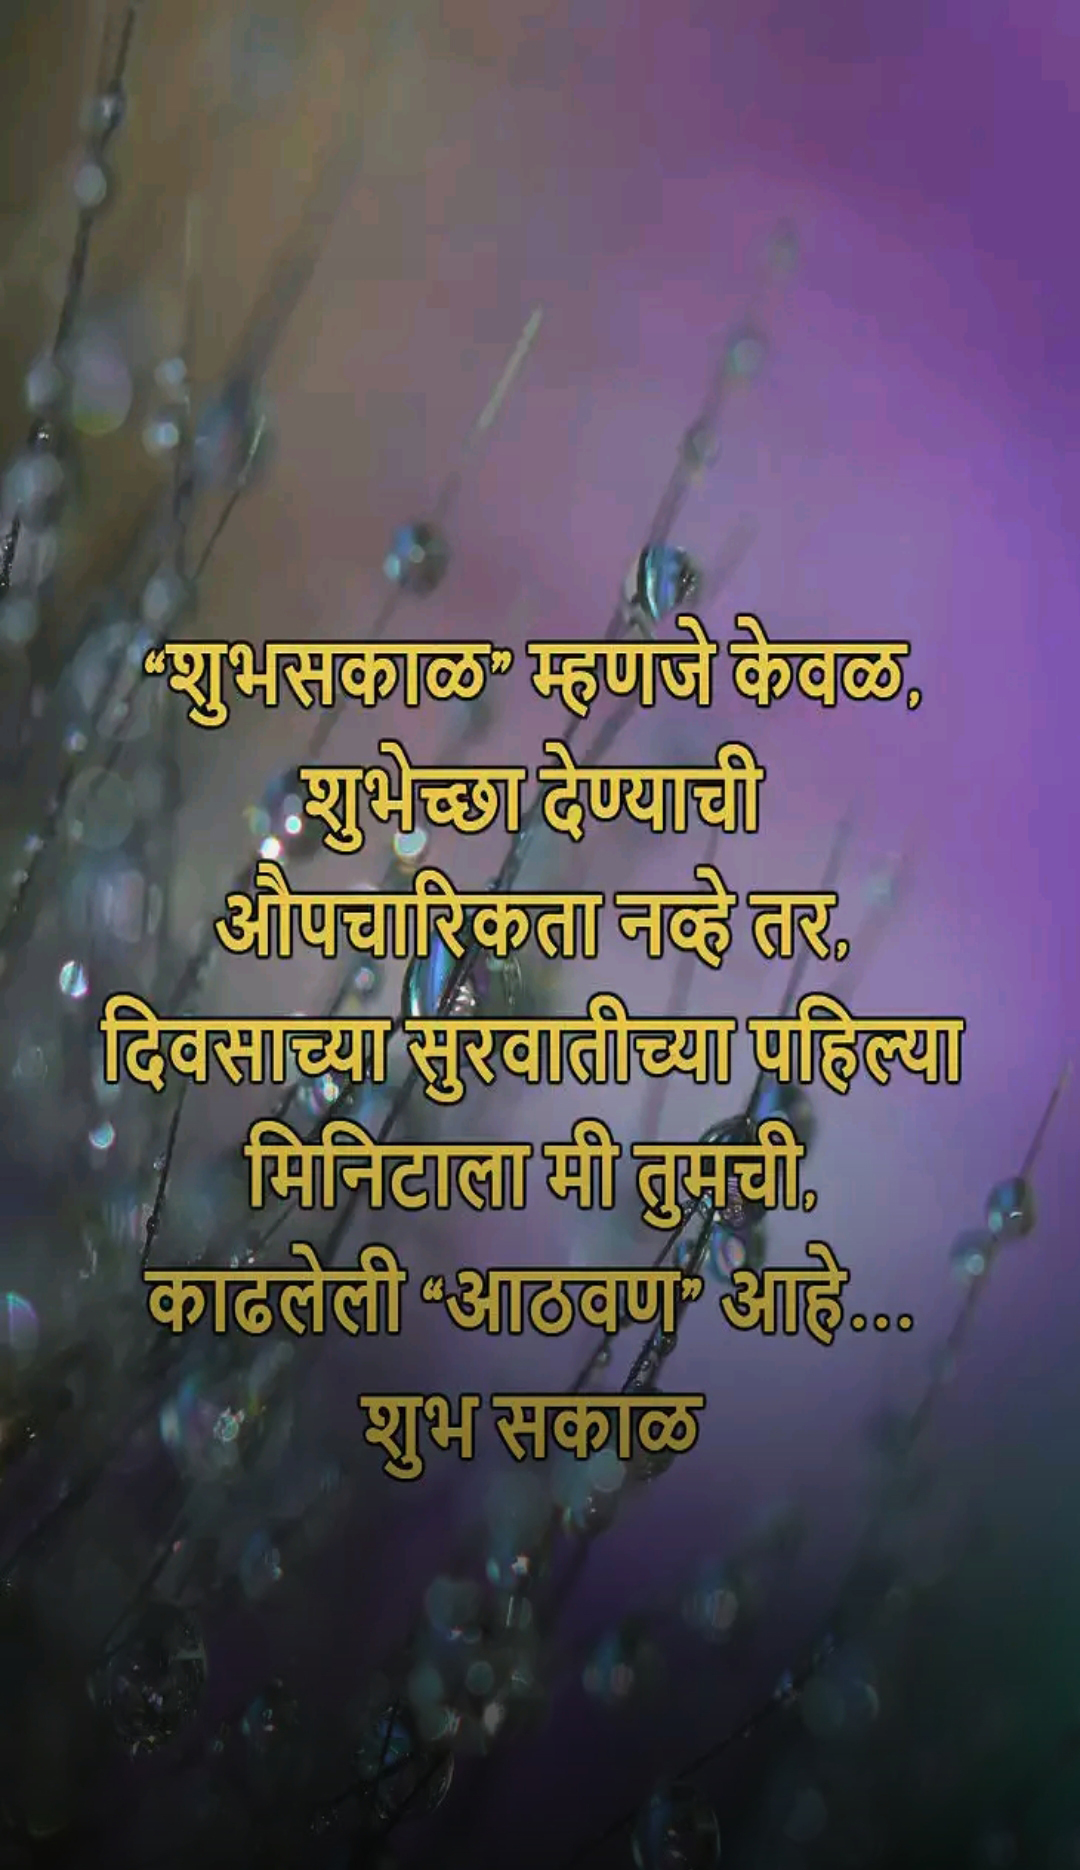 “शुभसकाळ” म्हणजे केवळ,
शुभेच्छा देण्याची
औपचारिकता नव्हे तर,
दिवसाच्या सुरवातीच्या पहिल्या
मिनिटाला मी तुमची,
काढलेली “आठवण” आहे...
शुभ सकाळ